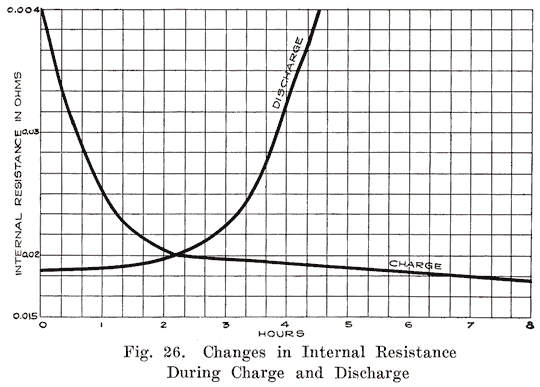 0.004
0.03
0.02
0.015
INTERNAL RESISTANCE IN OHMS
DISCHARGE
CHARGE
0 1 2 3 4 5 6 7 8
HOURS
Fig. 26. Changes in Internal Resistance
During Charge and Discharge